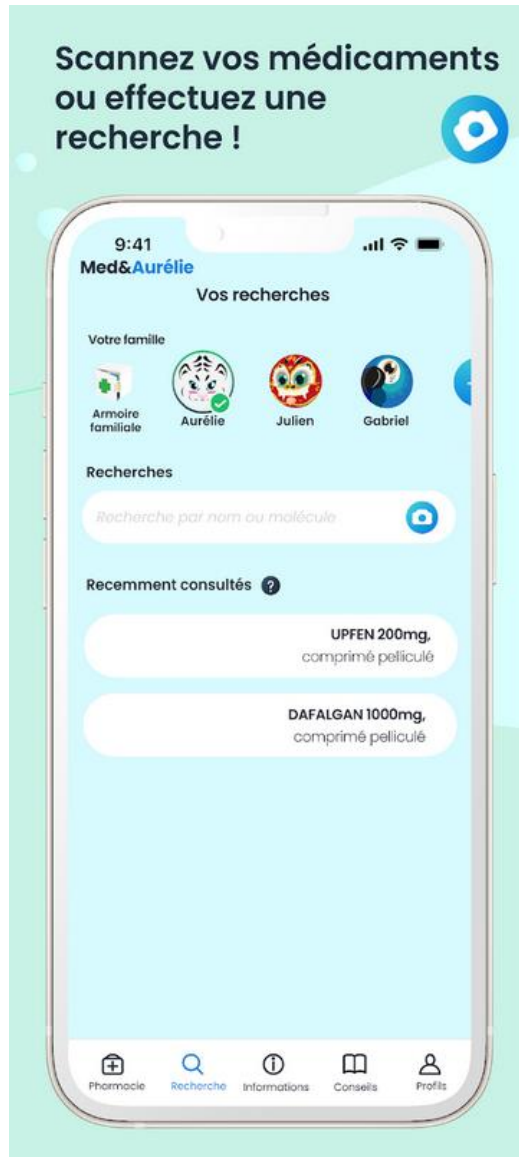 Scannez vos médicaments
ou effectuez une
recherche !
9:41
Med&Aurélie
Vos recherches
Votre famille
Armoire
familiale
Aurélie
Julien
Gabriel
Recherches
Recherche par nom ou molécule
Recemment consultés ?
UPFEN 200mg,
comprimé pelliculé
DAFALGAN 1000mg,
comprimé pelliculé
Pharmacie
Recherche
Informations
Conseils
Profils